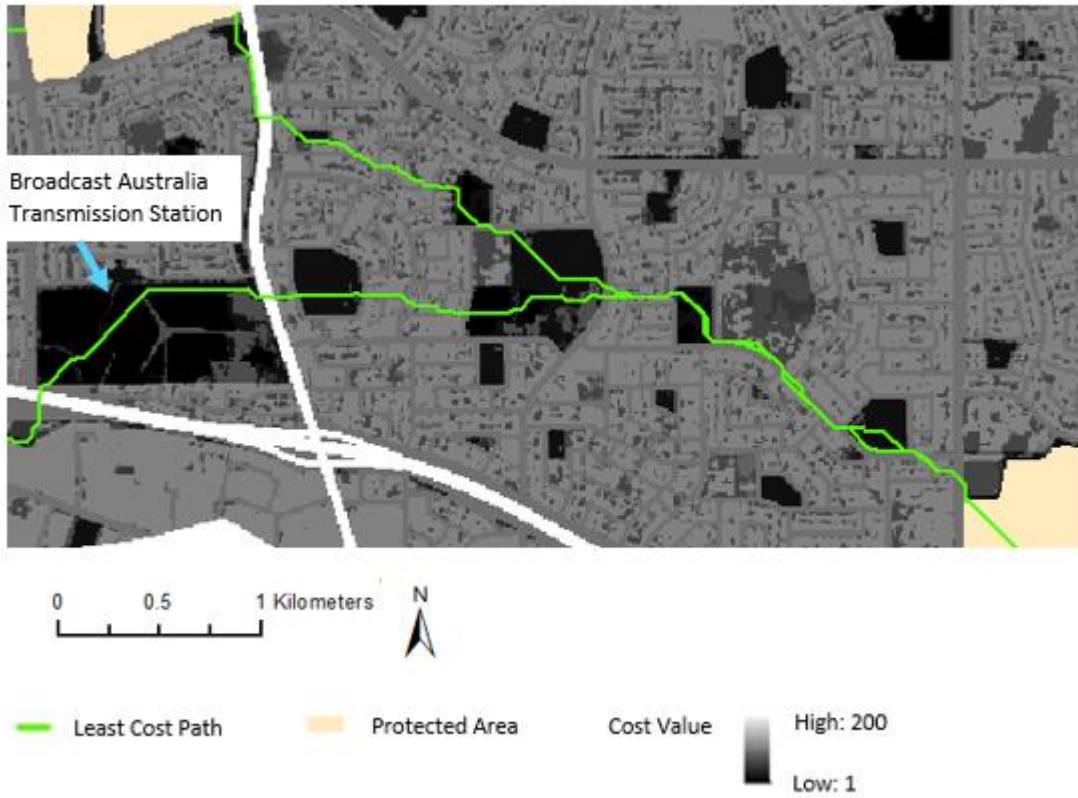 Broadcast Australia
Transmission Station
0 0.5 1 Kilometers
N
Least Cost Path
Protected Area
Cost Value
High: 200
Low: 1